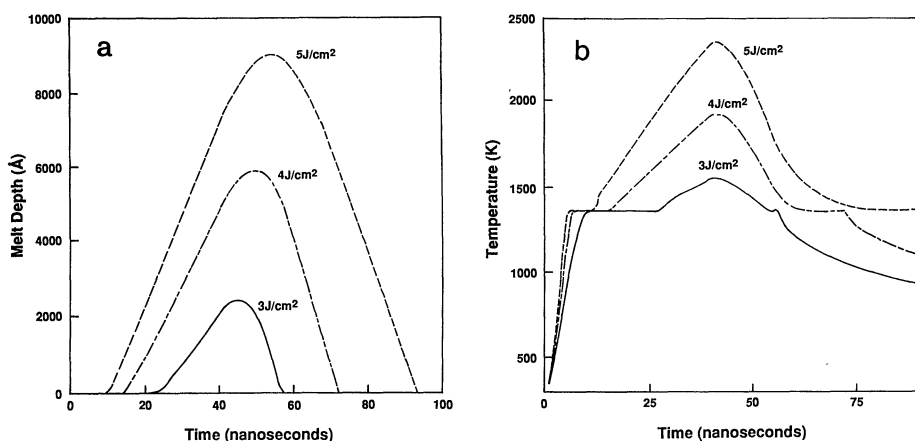 a
10000
8000
6000
4000
2000
0
Melt Depth (Å)
5J/cm²
4J/cm²
3J/cm²
0 20 40 60 80 100
Time (nanoseconds)
b
2500
2000
1500
1000
500
Temperature (K)
5J/cm²
4J/cm²
3J/cm²
0 25 50 75
Time (nanoseconds)